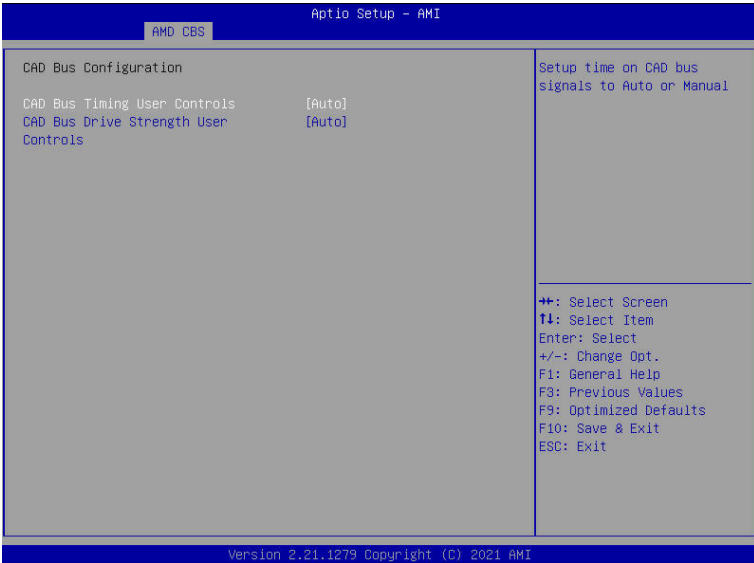 Aptio Setup – AMI
AMD CBS
CAD Bus Configuration
CAD Bus Timing User Controls [Auto]
CAD Bus Drive Strength User [Auto]
Controls
Setup time on CAD bus
signals to Auto or Manual
→←: Select Screen
↑↓: Select Item
Enter: Select
+/-: Change Opt.
F1: General Help
F3: Previous Values
F9: Optimized Defaults
F10: Save & Exit
ESC: Exit
Version 2.21.1279 Copyright (C) 2021 AMI